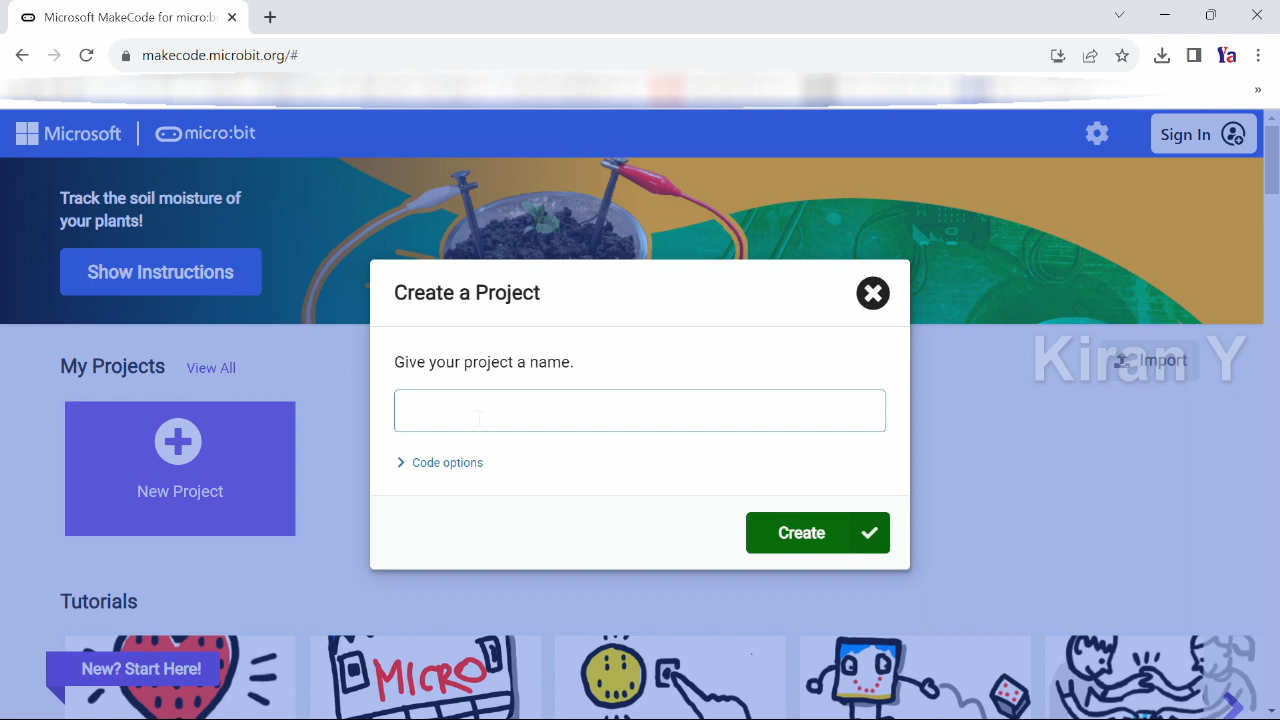 Microsoft MakeCode for micro:b
makecode.microbit.org/#
Ya
»
Microsoft
micro:bit
Sign In
Track the soil moisture of
your plants!
Show Instructions
Create a Project
Give your project a name.
Code options
Create
My Projects View All
Import
Kiran Y
New Project
Tutorials
New? Start Here!
MICRO